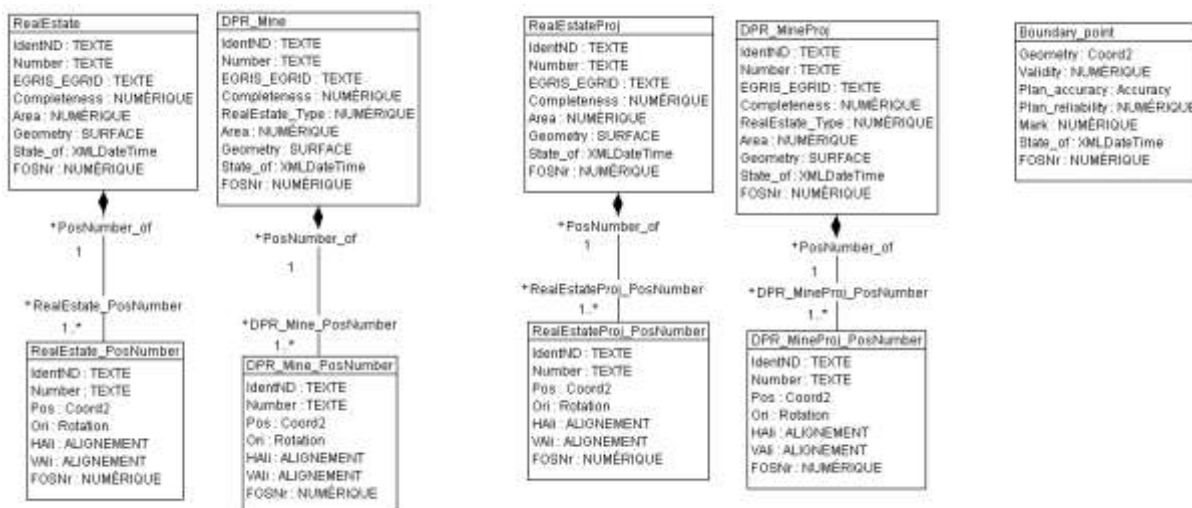 RealEstate
IdentND : TEXTE
Number : TEXTE
EGRIS_EGRID : TEXTE
Completeness : NUMÉRIQUE
Area : NUMÉRIQUE
Geometry : SURFACE
State_of : XMLDateTime
FOSNr : NUMÉRIQUE
*PosNumber_of
1
*RealEstate_PosNumber
1..*
RealEstate_PosNumber
IdentND : TEXTE
Number : TEXTE
Pos : Coord2
Ori : Rotation
HAli : ALIGNEMENT
VAli : ALIGNEMENT
FOSNr : NUMÉRIQUE
DPR_Mine
IdentND : TEXTE
Number : TEXTE
EGRIS_EGRID : TEXTE
Completeness : NUMÉRIQUE
RealEstate_Type : NUMÉRIQUE
Area : NUMÉRIQUE
Geometry : SURFACE
State_of : XMLDateTime
FOSNr : NUMÉRIQUE
*PosNumber_of
1
*DPR_Mine_PosNumber
1..*
DPR_Mine_PosNumber
IdentND : TEXTE
Number : TEXTE
Pos : Coord2
Ori : Rotation
HAli : ALIGNEMENT
VAli : ALIGNEMENT
FOSNr : NUMÉRIQUE
RealEstateProj
IdentND : TEXTE
Number : TEXTE
EGRIS_EGRID : TEXTE
Completeness : NUMÉRIQUE
Area : NUMÉRIQUE
Geometry : SURFACE
State_of : XMLDateTime
FOSNr : NUMÉRIQUE
*PosNumber_of
1
*RealEstateProj_PosNumber
1..*
RealEstateProj_PosNumber
IdentND : TEXTE
Number : TEXTE
Pos : Coord2
Ori : Rotation
HAli : ALIGNEMENT
VAli : ALIGNEMENT
FOSNr : NUMÉRIQUE
DPR_MineProj
IdentND : TEXTE
Number : TEXTE
EGRIS_EGRID : TEXTE
Completeness : NUMÉRIQUE
RealEstate_Type : NUMÉRIQUE
Area : NUMÉRIQUE
Geometry : SURFACE
State_of : XMLDateTime
FOSNr : NUMÉRIQUE
*PosNumber_of
1
*DPR_MineProj_PosNumber
1..*
DPR_MineProj_PosNumber
IdentND : TEXTE
Number : TEXTE
Pos : Coord2
Ori : Rotation
HAli : ALIGNEMENT
VAli : ALIGNEMENT
FOSNr : NUMÉRIQUE
Boundary_point
Geometry : Coord2
Validity : NUMÉRIQUE
Plan_accuracy : Accuracy
Plan_reliability : NUMÉRIQUE
Mark : NUMÉRIQUE
State_of : XMLDateTime
FOSNr : NUMÉRIQUE